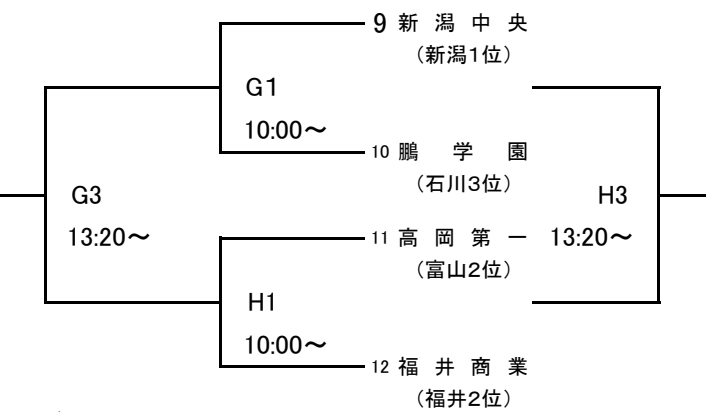 9 新潟中央
（新潟1位）
G1
10:00～
10 鵬学園
（石川3位）
G3
13:20～
H3
13:20～
11 高岡第一
（富山2位）
H1
10:00～
12 福井商業
（福井2位）